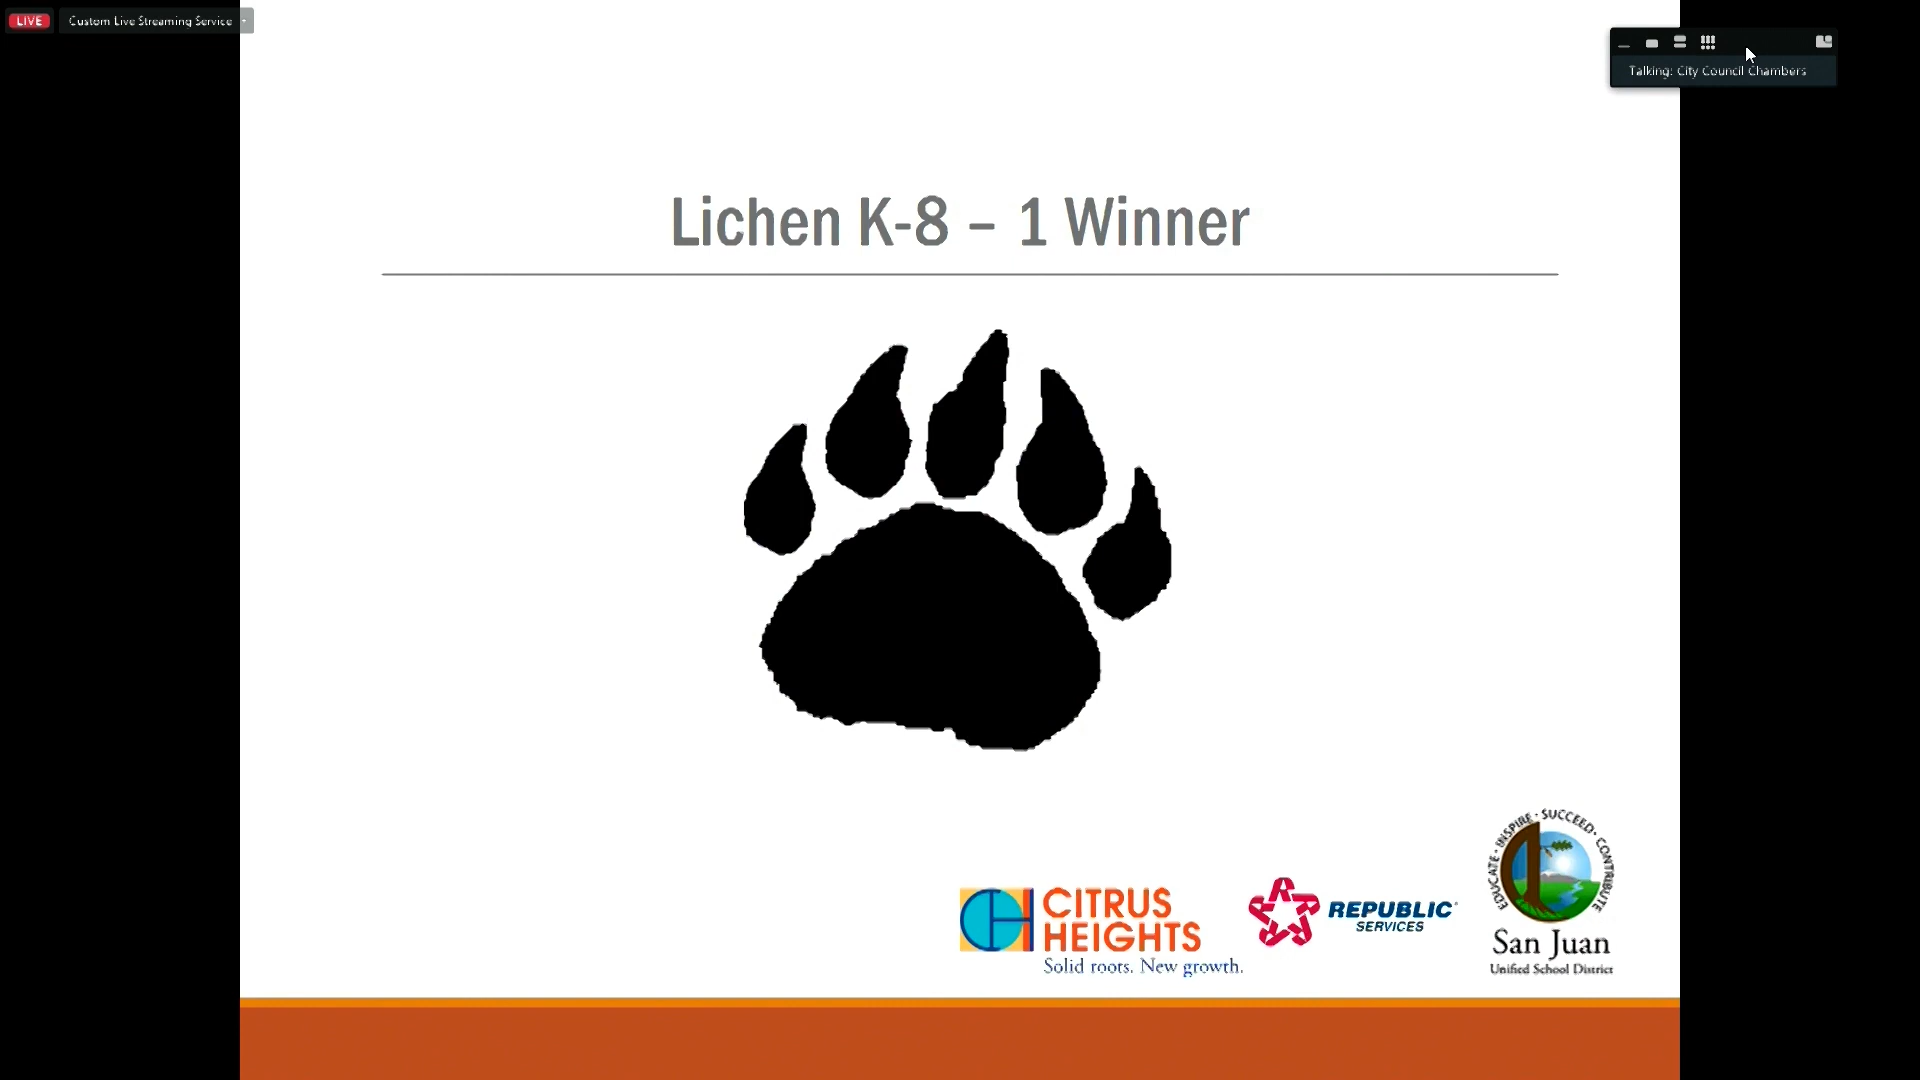 LIVE
Custom Live Streaming Service
Talking: City Council Chambers
Lichen K-8 – 1 Winner
CITRUS
HEIGHTS
Solid roots. New growth.
REPUBLIC
SERVICES
EDUCATE · INSPIRE · SUCCEED · CONTRIBUTE
San Juan
Unified School District